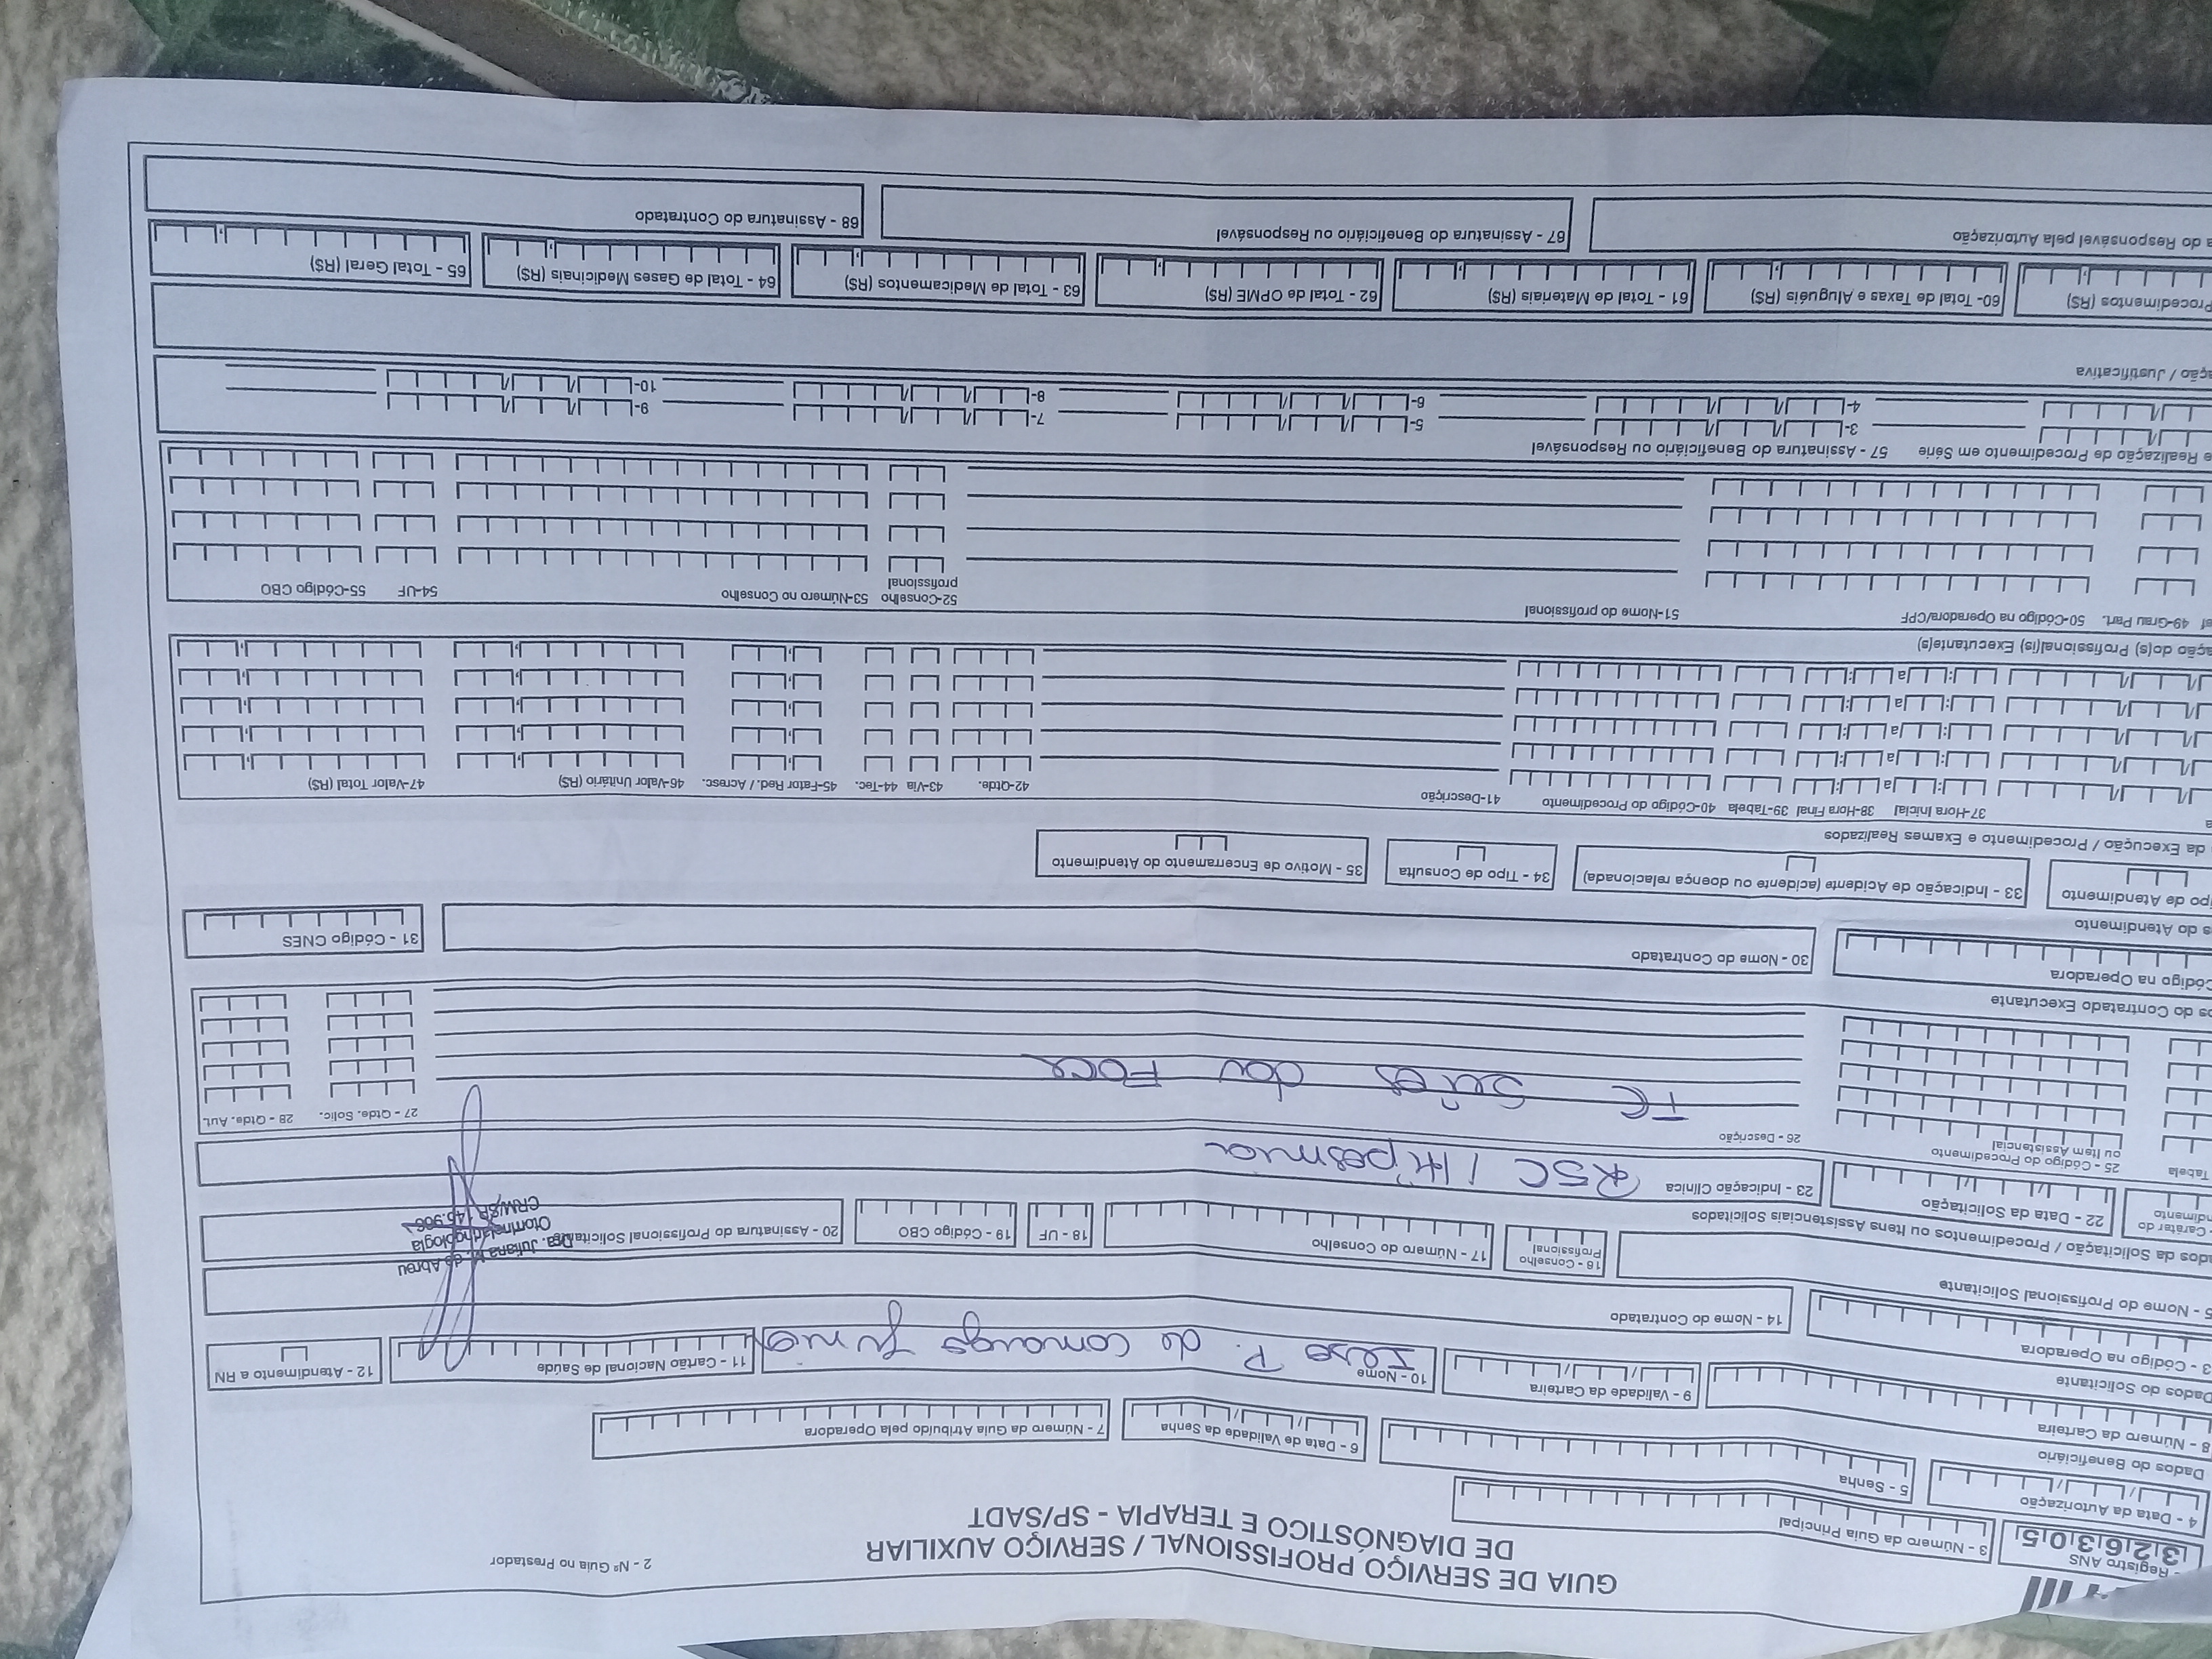 GUIA DE SERVIÇO PROFISSIONAL / SERVIÇO AUXILIAR
DE DIAGNÓSTICO E TERAPIA - SP/SADT
2 - Nº Guia no Prestador
- Registro ANS
326305
3 - Número da Guia Principal
4 - Data da Autorização
5 - Senha
6 - Data de Validade da Senha
7 - Número da Guia Atribuído pela Operadora
Dados do Beneficiário
8 - Número da Carteira
9 - Validade da Carteira
10 - Nome
P. de Camargo Junior
11 - Cartão Nacional de Saúde
12 - Atendimento a RN
Dados do Solicitante
3 - Código na Operadora
14 - Nome do Contratado
5 - Nome do Profissional Solicitante
16 - Conselho
Profissional
17 - Número do Conselho
18 - UF
19 - Código CBO
20 - Assinatura do Profissional Solicitante
Dra. Juliana M. de Abreu
Otorrinolaringologia
CRM/SP 145.966
ados da Solicitação / Procedimentos ou Itens Assistenciais Solicitados
- Caráter do
ndimento
22 - Data da Solicitação
23 - Indicação Clínica
RSC / Hiposmia
Tabela
25 - Código do Procedimento
ou Item Assistencial
26 - Descrição
27 - Qtde. Solic.
28 - Qtde. Aut.
TC Seios da Face
os do Contratado Executante
Código na Operadora
30 - Nome do Contratado
31 - Código CNES
s do Atendimento
ipo de Atendimento
33 - Indicação de Acidente (acidente ou doença relacionada)
34 - Tipo de Consulta
35 - Motivo de Encerramento do Atendimento
da Execução / Procedimento e Exames Realizados
a
37-Hora Inicial
38-Hora Final
39-Tabela
40-Código do Procedimento
41-Descrição
42-Qtde.
43-Via
44-Tec.
45-Fator Red. / Acresc.
46-Valor Unitário (R$)
47-Valor Total (R$)
a
a
a
a
a
ação do(s) Profissional(is) Executante(s)
ef
49-Grau Part.
50-Código na Operadora/CPF
51-Nome do profissional
52-Conselho
profissional
53-Número no Conselho
54-UF
55-Código CBO
e Realização de Procedimento em Série
57 - Assinatura do Beneficiário ou Responsável
3-
5-
7-
9-
4-
6-
8-
10-
ação / Justificativa
Procedimentos (R$)
60- Total de Taxas e Aluguéis (R$)
61 - Total de Materiais (R$)
62 - Total de OPME (R$)
63 - Total de Medicamentos (R$)
64 - Total de Gases Medicinais (R$)
65 - Total Geral (R$)
a do Responsável pela Autorização
67 - Assinatura do Beneficiário ou Responsável
68 - Assinatura do Contratado